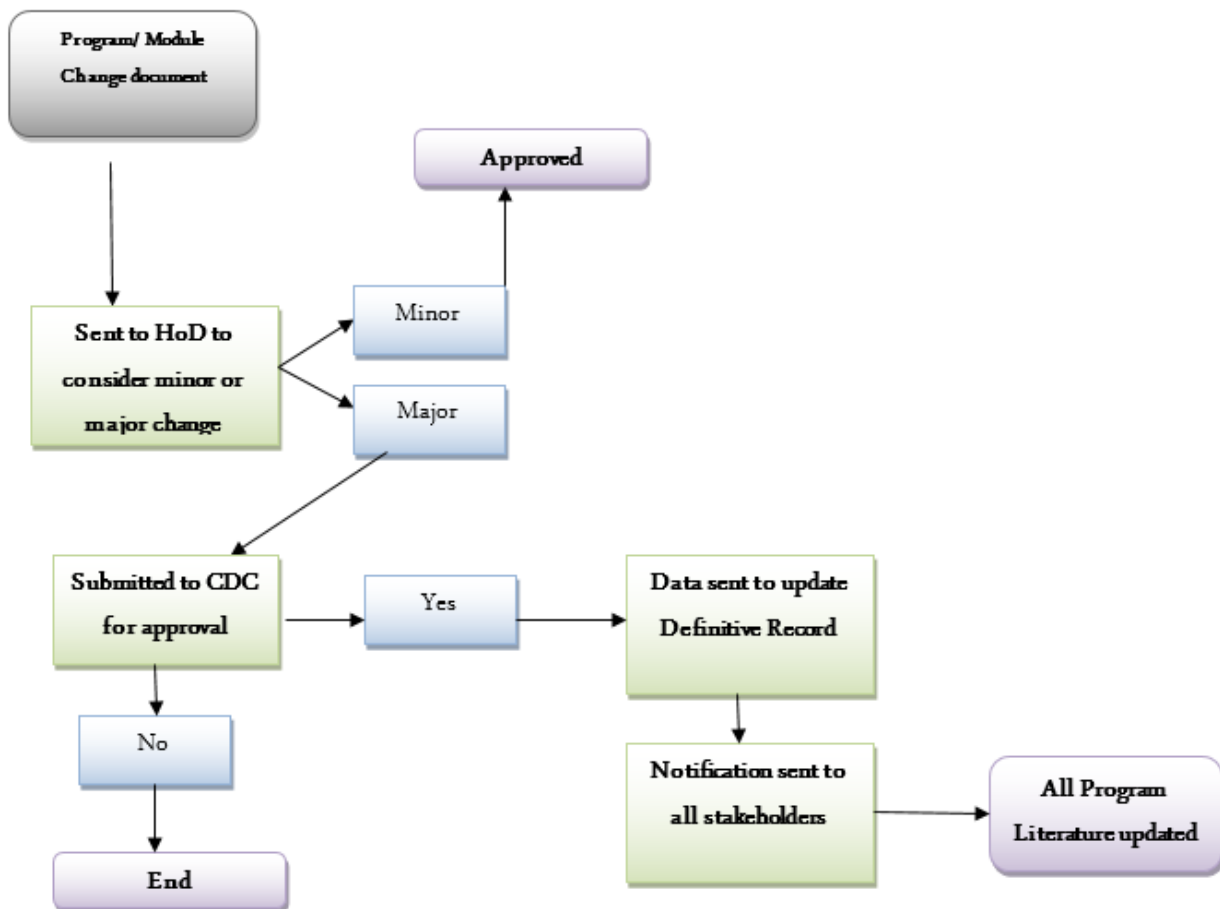 Program/ Module
Change document
Approved
Sent to HoD to
consider minor or
major change
Minor
Major
Submitted to CDC
for approval
Yes
Data sent to update
Definitive Record
No
Notification sent to
all stakeholders
All Program
Literature updated
End